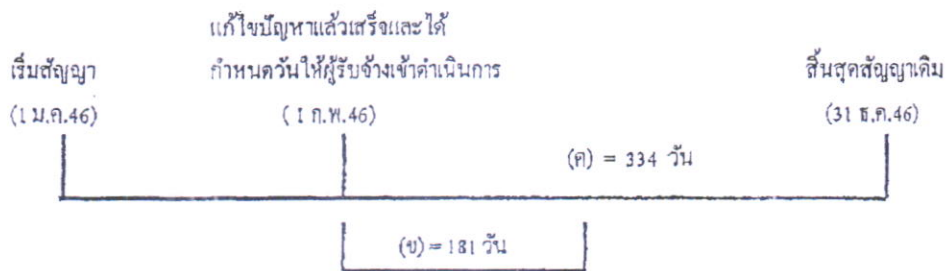 แก้ไขปัญหาแล้วเสร็จและได้
เริ่มสัญญา กำหนดวันให้ผู้รับจ้างเข้าดำเนินการ สิ้นสุดสัญญาเดิม
(1 ม.ค.46) (1 ก.พ.46) (31 ธ.ค.46)
(ค) = 334 วัน
(ข) = 181 วัน